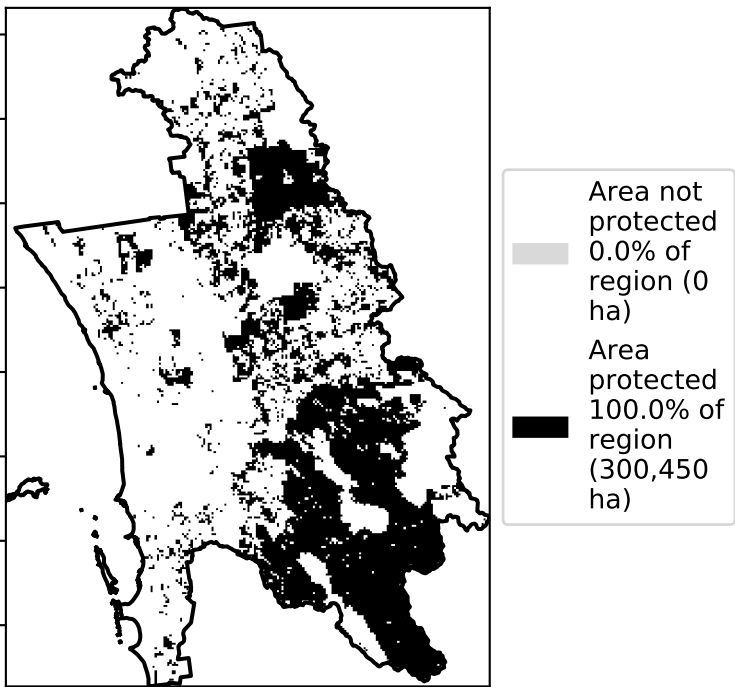 Area not
protected
0.0% of
region (0
ha)
Area
protected
100.0% of
region
(300,450
ha)